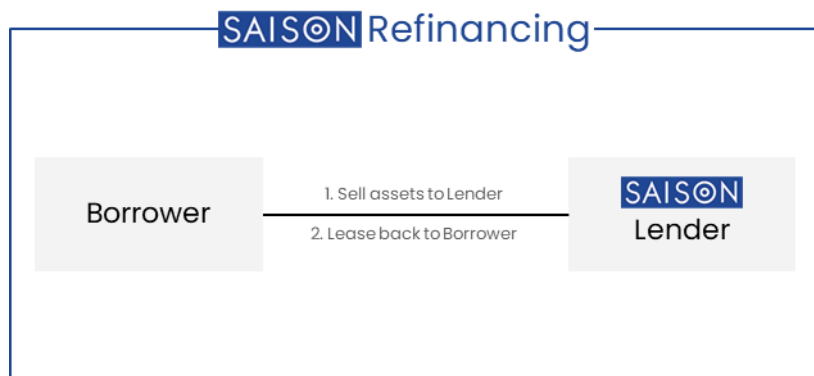 SAISON Refinancing
Borrower
1. Sell assets to Lender
2. Lease back to Borrower
SAISON
Lender